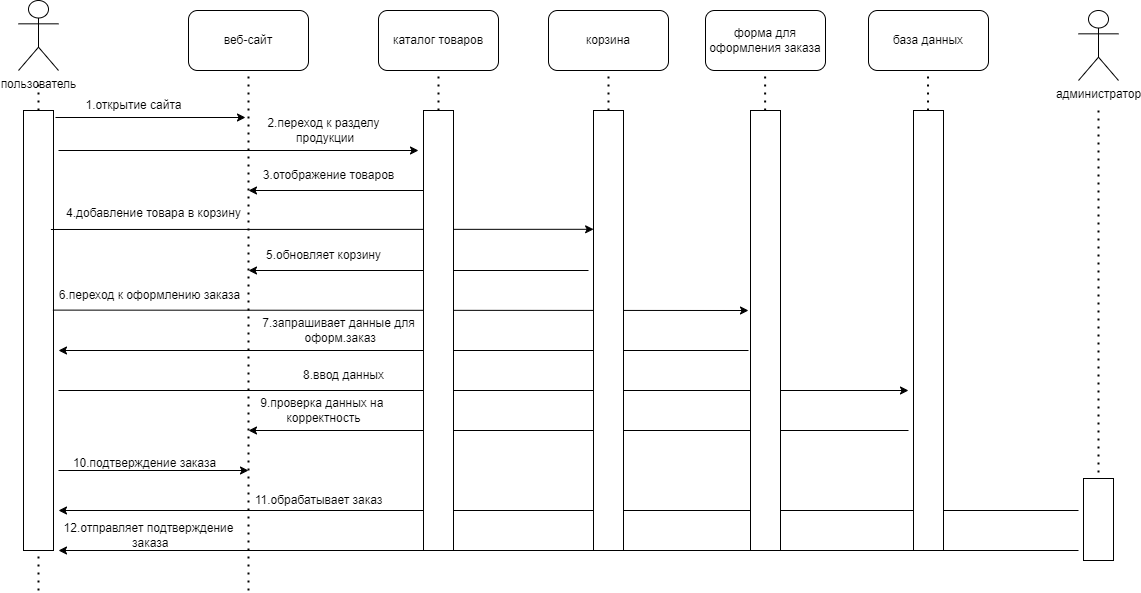 веб-сайт
каталог товаров
корзина
форма для
оформления заказа
база данных
пользователь
администратор
1.открытие сайта
2.переход к разделу
продукции
3.отображение товаров
4.добавление товара в корзину
5.обновляет корзину
6.переход к оформлению заказа
7.запрашивает данные для
оформ.заказ
8.ввод данных
9.проверка данных на
корректность
10.подтверждение заказа
11.обрабатывает заказ
12.отправляет подтверждение
заказа